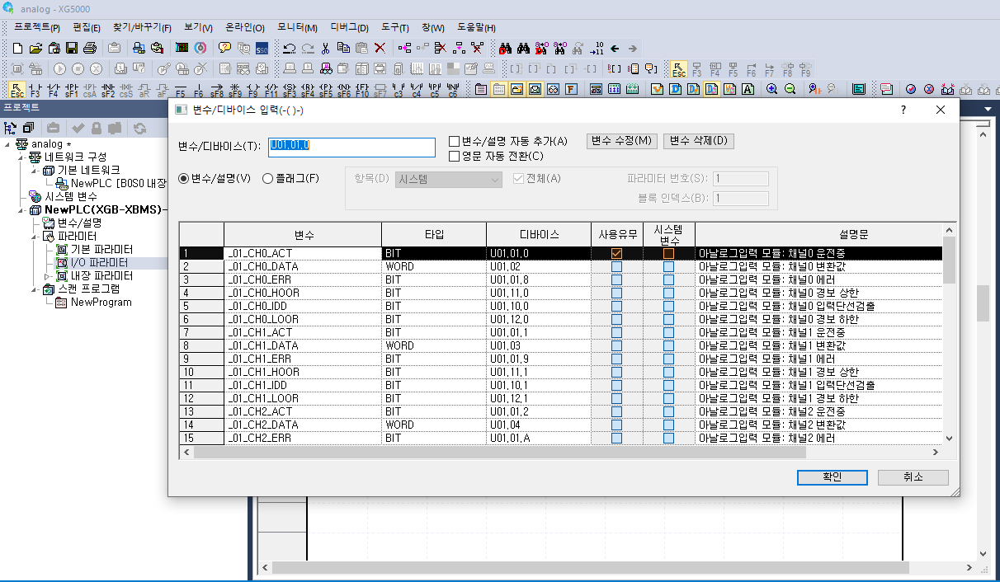 analog - XG5000
프로젝트(P) 편집(E) 찾기/바꾸기(F) 보기(V) 온라인(O) 모니터(M) 디버그(D) 도구(T) 창(W) 도움말(H)
Esc F3 F4 F5 F6 F7 F8 F9
Esc F3 F4 sF1 sF2 csA csS aR aF F5 F6 sF8 sF9 F9 F11 sF3 sF4 sF5 sF6 F10 sF7 c3 c4 c5 c6
프로젝트
변수/디바이스 입력(-( )-)
변수/디바이스(T): U01.01.0
변수/설명 자동 추가(A)
영문 자동 전환(C)
변수 수정(M) 변수 삭제(D)
변수/설명(V) 플래그(F) 항목(D) 시스템 전체(A) 파라미터 번호(S): 1
블록 인덱스(B): 1
변수 타입 디바이스 사용유무 시스템 변수 설명문
1 _01_CH0_ACT BIT U01.01.0 아날로그입력 모듈: 채널0 운전중
2 _01_CH0_DATA WORD U01.02 아날로그입력 모듈: 채널0 변환값
3 _01_CH0_ERR BIT U01.01.8 아날로그입력 모듈: 채널0 에러
4 _01_CH0_HOOR BIT U01.11.0 아날로그입력 모듈: 채널0 경보 상한
5 _01_CH0_IDD BIT U01.10.0 아날로그입력 모듈: 채널0 입력단선검출
6 _01_CH0_LOOR BIT U01.12.0 아날로그입력 모듈: 채널0 경보 하한
7 _01_CH1_ACT BIT U01.01.1 아날로그입력 모듈: 채널1 운전중
8 _01_CH1_DATA WORD U01.03 아날로그입력 모듈: 채널1 변환값
9 _01_CH1_ERR BIT U01.01.9 아날로그입력 모듈: 채널1 에러
10 _01_CH1_HOOR BIT U01.11.1 아날로그입력 모듈: 채널1 경보 상한
11 _01_CH1_IDD BIT U01.10.1 아날로그입력 모듈: 채널1 입력단선검출
12 _01_CH1_LOOR BIT U01.12.1 아날로그입력 모듈: 채널1 경보 하한
13 _01_CH2_ACT BIT U01.01.2 아날로그입력 모듈: 채널2 운전중
14 _01_CH2_DATA WORD U01.04 아날로그입력 모듈: 채널2 변환값
15 _01_CH2_ERR BIT U01.01.A 아날로그입력 모듈: 채널2 에러
확인 취소
analog *
네트워크 구성
기본 네트워크
NewPLC [B0S0 내장
시스템 변수
NewPLC(XGB-XBMS)-
변수/설명
파라미터
기본 파라미터
I/O 파라미터
내장 파라미터
스캔 프로그램
NewProgram